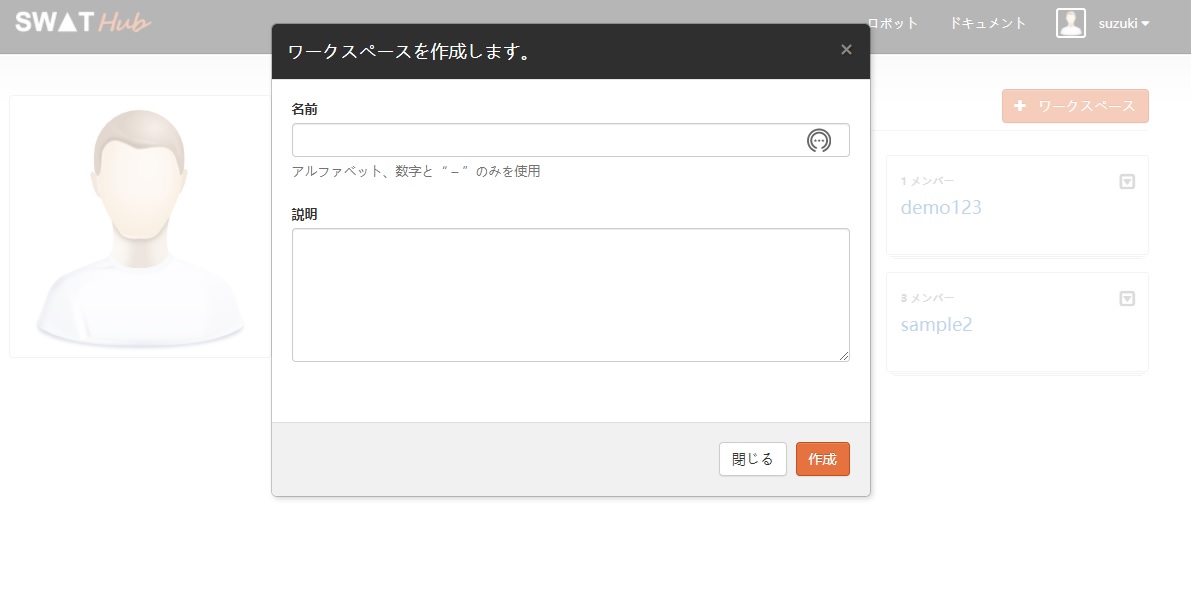 SWAT Hub
ロボット
ドキュメント
suzuki
ワークスペースを作成します。
×
名前
アルファベット、数字と “ – ” のみを使用
説明
閉じる
作成
+ ワークスペース
1 メンバー
demo123
3 メンバー
sample2